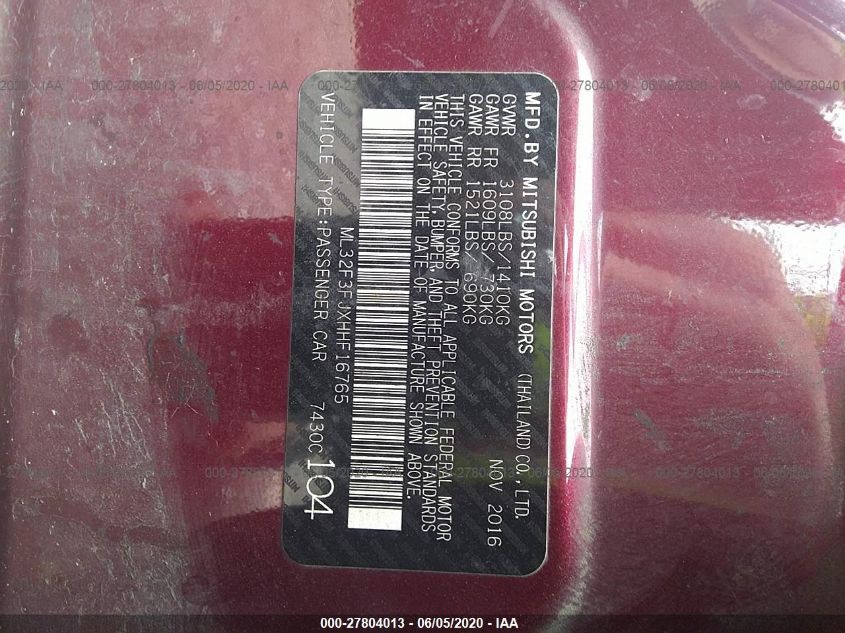 MFD. BY MITSUBISHI MOTORS (THAILAND) CO., LTD.
GVWR 3108LBS/1410KG NOV 2016
GAWR FR 1609LBS/ 730KG
GAWR RR 1521LBS/ 690KG
THIS VEHICLE CONFORMS TO ALL APPLICABLE FEDERAL MOTOR
VEHICLE SAFETY, BUMPER, AND THEFT PREVENTION STANDARDS
IN EFFECT ON THE DATE OF MANUFACTURE SHOWN ABOVE.
ML32F3FJXHHF16765
VEHICLE TYPE:PASSENGER CAR 7430C 104
000-27804013 - 06/05/2020 - IAA